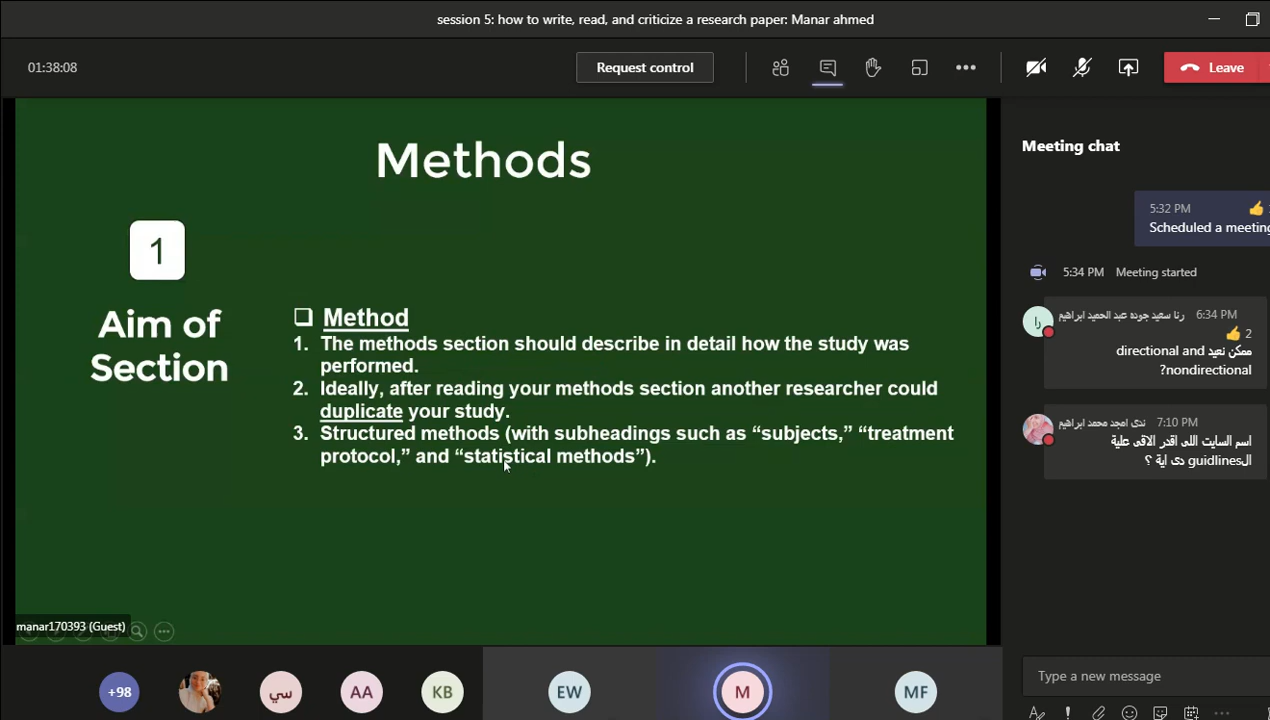 session 5: how to write, read, and criticize a research paper: Manar ahmed
01:38:08
Request control
Leave
Methods
1
Aim of
Section
Method
1. The methods section should describe in detail how the study was
performed.
2. Ideally, after reading your methods section another researcher could
duplicate your study.
3. Structured methods (with subheadings such as “subjects,” “treatment
protocol,” and “statistical methods”).
manar170393 (Guest)
+98
سي
AA
KB
EW
M
MF
Meeting chat
5:32 PM
Scheduled a meeting
5:34 PM Meeting started
را
رنا سعيد جوده عبد الحميد ابراهيم 6:34 PM
2
ممكن نعيد directional and
nondirectional?
ندى امجد محمد ابراهيم 7:10 PM
اسم السايت اللى اقدر الاقى علية
الguidlines دى اية ؟
Type a new message